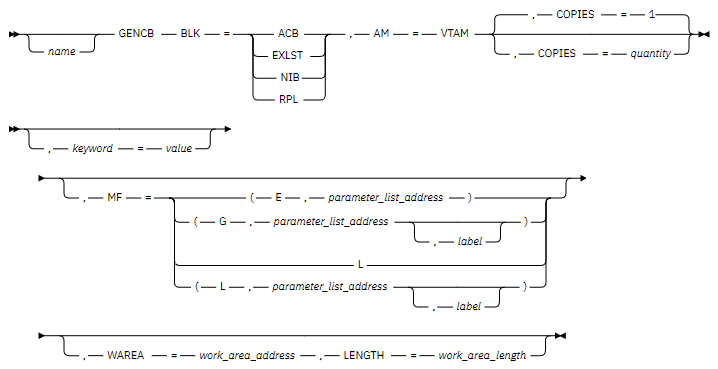 , COPIES = 1
name GENCB BLK = ACB , AM = VTAM
EXLST , COPIES = quantity
NIB
RPL
, keyword = value
, MF = ( E , parameter_list_address )
( G , parameter_list_address , label )
L
( L , parameter_list_address , label )
, WAREA = work_area_address , LENGTH = work_area_length